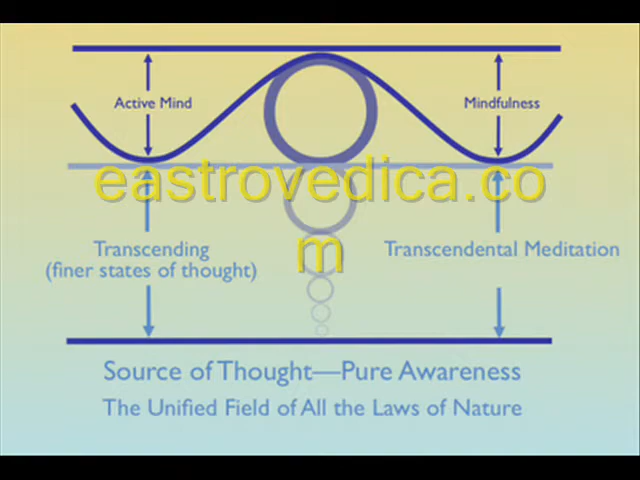 Active Mind
Mindfulness
eastrovedica.co
m
Transcending
(finer states of thought)
Transcendental Meditation
Source of Thought—Pure Awareness
The Unified Field of All the Laws of Nature